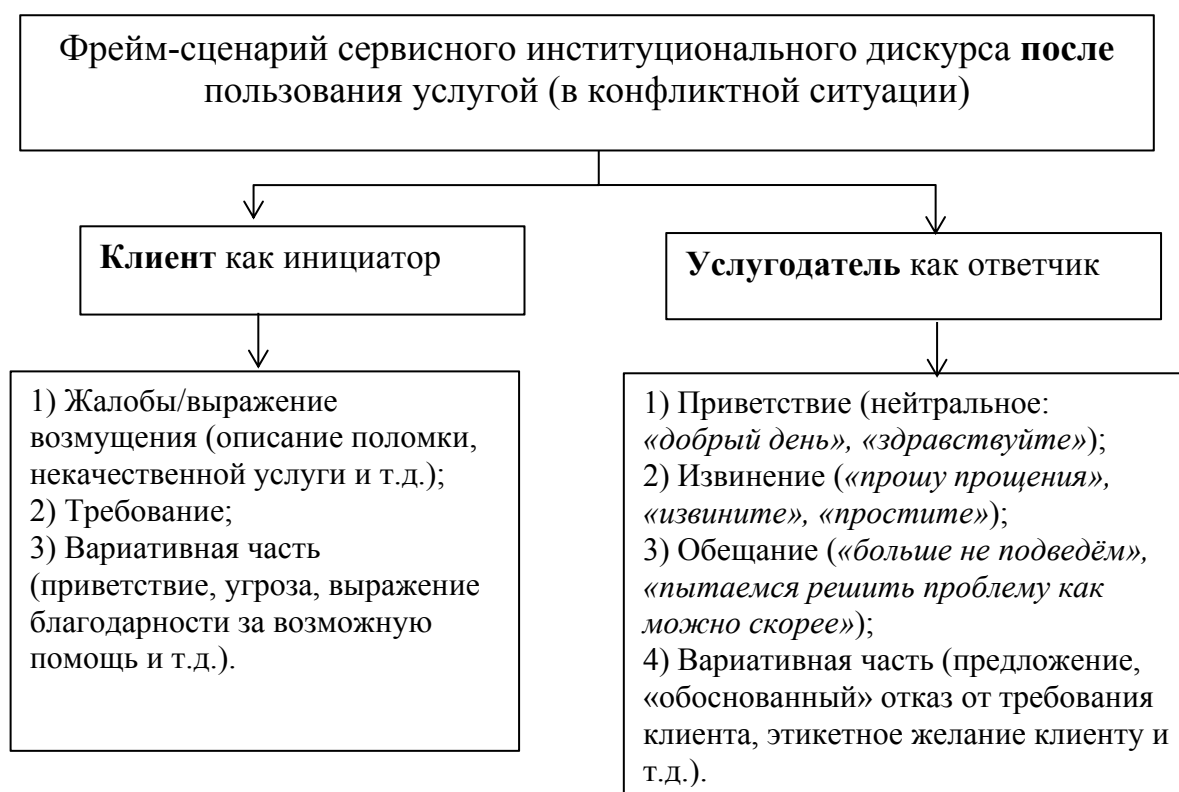 Фрейм-сценарий сервисного институционального дискурса после
пользования услугой (в конфликтной ситуации)
Клиент как инициатор
Услугодатель как ответчик
1) Жалобы/выражение
возмущения (описание поломки,
некачественной услуги и т.д.);
2) Требование;
3) Вариативная часть
(приветствие, угроза, выражение
благодарности за возможную
помощь и т.д.).
1) Приветствие (нейтральное:
«добрый день», «здравствуйте»);
2) Извинение («прошу прощения»,
«извините», «простите»);
3) Обещание («больше не подведём»,
«пытаемся решить проблему как
можно скорее»);
4) Вариативная часть (предложение,
«обоснованный» отказ от требования
клиента, этикетное желание клиенту и
т.д.).